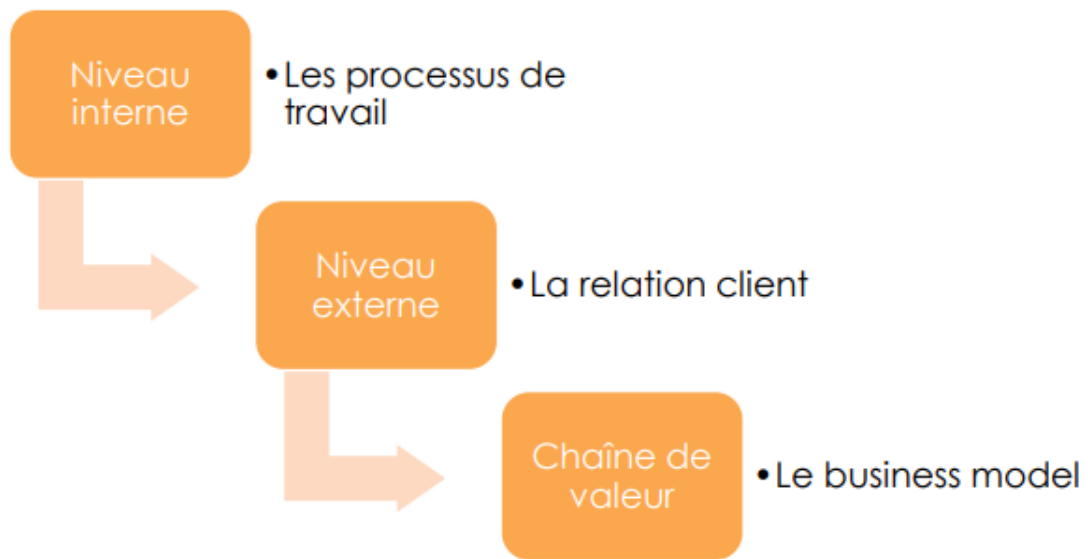 Niveau
interne
•Les processus de
travail
Niveau
externe
•La relation client
Chaîne de
valeur
•Le business model